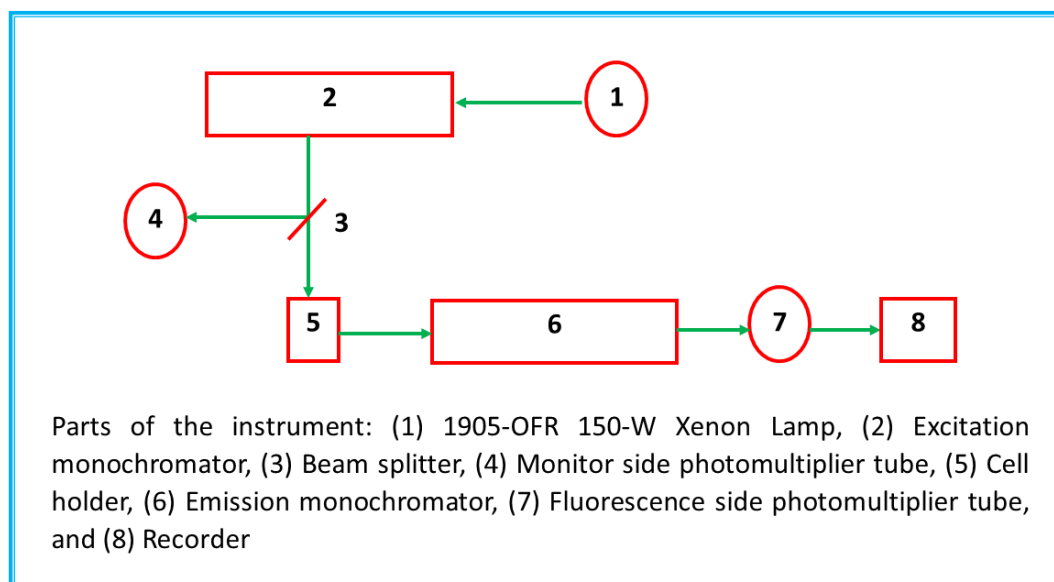 2
1
4
3
5
6
7
8
Parts of the instrument: (1) 1905-OFR 150-W Xenon Lamp, (2) Excitation
monochromator, (3) Beam splitter, (4) Monitor side photomultiplier tube, (5) Cell
holder, (6) Emission monochromator, (7) Fluorescence side photomultiplier tube,
and (8) Recorder